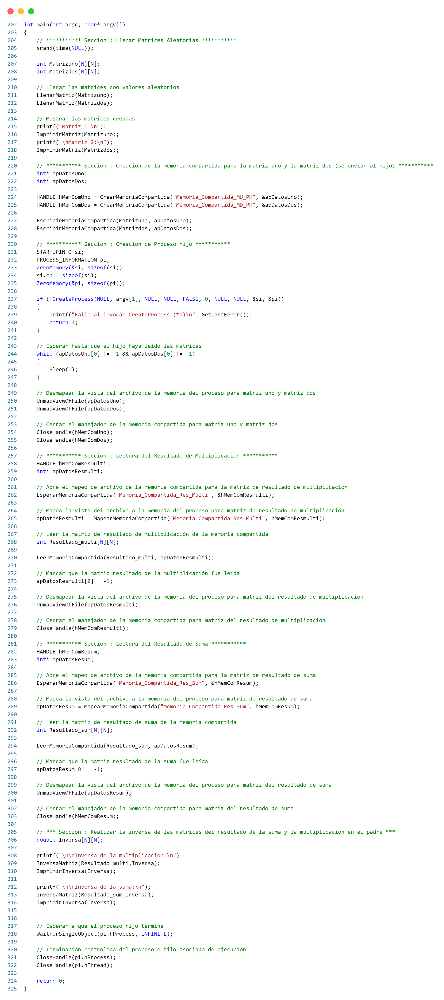 202 int main(int argc, char* argv[])
203 {
204     // *********** Seccion : Llenar Matrices Aleatorias ***********
205     srand(time(NULL));
206
207     int Matrizuno[N][N];
208     int Matrizdos[N][N];
209
210     // Llenar las matrices con valores aleatorios
211     LlenarMatriz(Matrizuno);
212     LlenarMatriz(Matrizdos);
213
214     // Mostrar las matrices creadas
215     printf("Matriz 1:\n");
216     ImprimirMatriz(Matrizuno);
217     printf("\nMatriz 2:\n");
218     ImprimirMatriz(Matrizdos);
219
220     // *********** Seccion : Creacion de la memoria compartida para la matriz uno y la matriz dos (se envían al hijo) ***********
221     int* apDatosUno;
222     int* apDatosDos;
223
224     HANDLE hMemComUno = CrearMemoriaCompartida("Memoria_Compartida_MU_PH", &apDatosUno);
225     HANDLE hMemComDos = CrearMemoriaCompartida("Memoria_Compartida_MD_PH", &apDatosDos);
226
227     EscribirMemoriaCompartida(Matrizuno, apDatosUno);
228     EscribirMemoriaCompartida(Matrizdos, apDatosDos);
229
230     // *********** Seccion : Creacion de Proceso hijo ***********
231     STARTUPINFO si;
232     PROCESS_INFORMATION pi;
233     ZeroMemory(&si, sizeof(si));
234     si.cb = sizeof(si);
235     ZeroMemory(&pi, sizeof(pi));
236
237     if (!CreateProcess(NULL, argv[1], NULL, NULL, FALSE, 0, NULL, NULL, &si, &pi))
238     {
239         printf("Fallo al invocar CreateProcess (%d)\n", GetLastError());
240         return 1;
241     }
242
243     // Esperar hasta que el hijo haya leído las matrices
244     while (apDatosUno[0] != -1 && apDatosDos[0] != -1)
245     {
246         Sleep(1);
247     }
248
249     // Desmapear la vista del archivo de la memoria del proceso para matriz uno y matriz dos
250     UnmapViewOfFile(apDatosUno);
251     UnmapViewOfFile(apDatosDos);
252
253     // Cerrar el manejador de la memoria compartida para matriz uno y matriz dos
254     CloseHandle(hMemComUno);
255     CloseHandle(hMemComDos);
256
257     // *********** Seccion : Lectura del Resultado de Multiplicacion ***********
258     HANDLE hMemComResmulti;
259     int* apDatosResmulti;
260
261     // Abre el mapeo de archivo de la memoria compartida para la matriz de resultado de multiplicacion
262     EsperarMemoriaCompartida("Memoria_Compartida_Res_Multi", &hMemComResmulti);
263
264     // Mapea la vista del archivo a la memoria del proceso para matriz de resultado de multiplicación
265     apDatosResmulti = MapearMemoriaCompartida("Memoria_Compartida_Res_Multi", hMemComResmulti);
266
267     // Leer la matriz de resultado de multiplicación de la memoria compartida
268     int Resultado_multi[N][N];
269
270     LeerMemoriaCompartida(Resultado_multi, apDatosResmulti);
271
272     // Marcar que la matriz resultado de la multiplicación fue leída
273     apDatosResmulti[0] = -1;
274
275     // Desmapear la vista del archivo de la memoria del proceso para matriz del resultado de multiplicación
276     UnmapViewOfFile(apDatosResmulti);
277
278     // Cerrar el manejador de la memoria compartida para matriz del resultado de multiplicación
279     CloseHandle(hMemComResmulti);
280
281     // *********** Seccion : Lectura del Resultado de Suma ***********
282     HANDLE hMemComResum;
283     int* apDatosResum;
284
285     // Abre el mapeo de archivo de la memoria compartida para la matriz de resultado de suma
286     EsperarMemoriaCompartida("Memoria_Compartida_Res_Sum", &hMemComResum);
287
288     // Mapea la vista del archivo a la memoria del proceso para matriz de resultado de suma
289     apDatosResum = MapearMemoriaCompartida("Memoria_Compartida_Res_Sum", hMemComResum);
290
291     // Leer la matriz de resultado de suma de la memoria compartida
292     int Resultado_sum[N][N];
293
294     LeerMemoriaCompartida(Resultado_sum, apDatosResum);
295
296     // Marcar que la matriz resultado de la suma fue leída
297     apDatosResum[0] = -1;
298
299     // Desmapear la vista del archivo de la memoria del proceso para matriz del resultado de suma
300     UnmapViewOfFile(apDatosResum);
301
302     // Cerrar el manejador de la memoria compartida para matriz del resultado de suma
303     CloseHandle(hMemComResum);
304
305     // *** Seccion : Realizar la inversa de las matrices del resultado de la suma y la multiplicacion en el padre ***
306     double Inversa[N][N];
307
308     printf("\n\nInversa de la multiplicacion:\n");
309     InversaMatriz(Resultado_multi,Inversa);
310     ImprimirInversa(Inversa);
311
312     printf("\n\nInversa de la suma:\n");
313     InversaMatriz(Resultado_sum,Inversa);
314     ImprimirInversa(Inversa);
315
316
317     // Esperar a que el proceso hijo termine
318     WaitForSingleObject(pi.hProcess, INFINITE);
319
320     // Terminación controlada del proceso e hilo asociado de ejecución
321     CloseHandle(pi.hProcess);
322     CloseHandle(pi.hThread);
323
324     return 0;
325 }